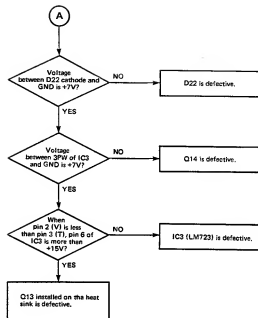 A
Voltage
between D22 cathode and
GND is +7V?
NO
D22 is defective.
YES
Voltage
between 3PW of IC3
and GND is +7V?
NO
Q14 is defective.
YES
When
pin 2 (V) is less
than pin 3 (T), pin 6 of
IC3 is more than
+15V?
NO
IC3 (LM723) is defective.
YES
Q13 installed on the heat
sink is defective.